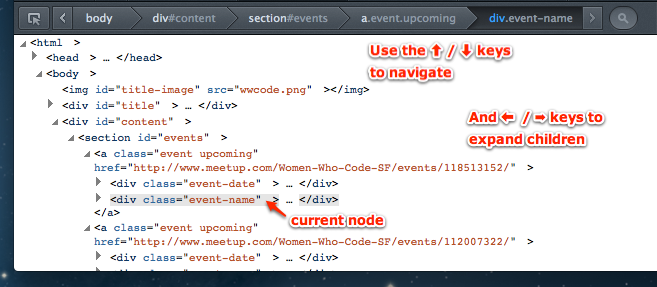 body div#content section#events a.event.upcoming div.event-name
<html >
<head > … </head>
<body >
<img id="title-image" src="wwcode.png" ></img>
<div id="title" > … </div>
<div id="content" >
<section id="events" >
<a class="event upcoming"
href="http://www.meetup.com/Women-Who-Code-SF/events/118513152/" >
<div class="event-date" > … </div>
<div class="event-name" > … </div>
</a>
<a class="event upcoming"
href="http://www.meetup.com/Women-Who-Code-SF/events/112007322/" >
<div class="event-date" > … </div>
Use the ⬆ / ⬇ keys
to navigate
And ⬅ / ➡ keys to
expand children
current node